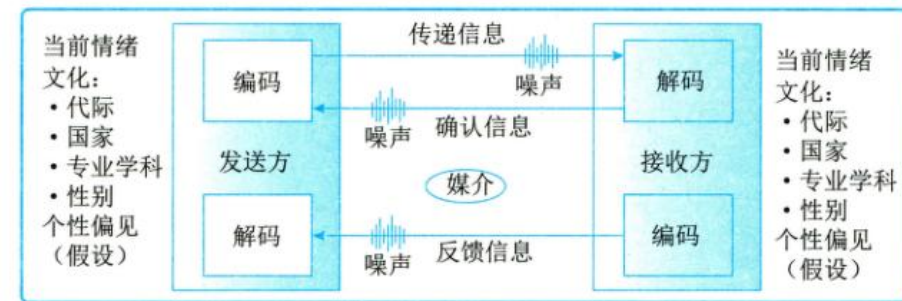 当前情绪
文化：
・代际
・国家
・专业学科
・性别
个性偏见
（假设）
编码
发送方
解码
传递信息
噪声
噪声
确认信息
媒介
噪声
反馈信息
解码
接收方
编码
当前情绪
文化：
・代际
・国家
・专业学科
・性别
个性偏见
（假设）